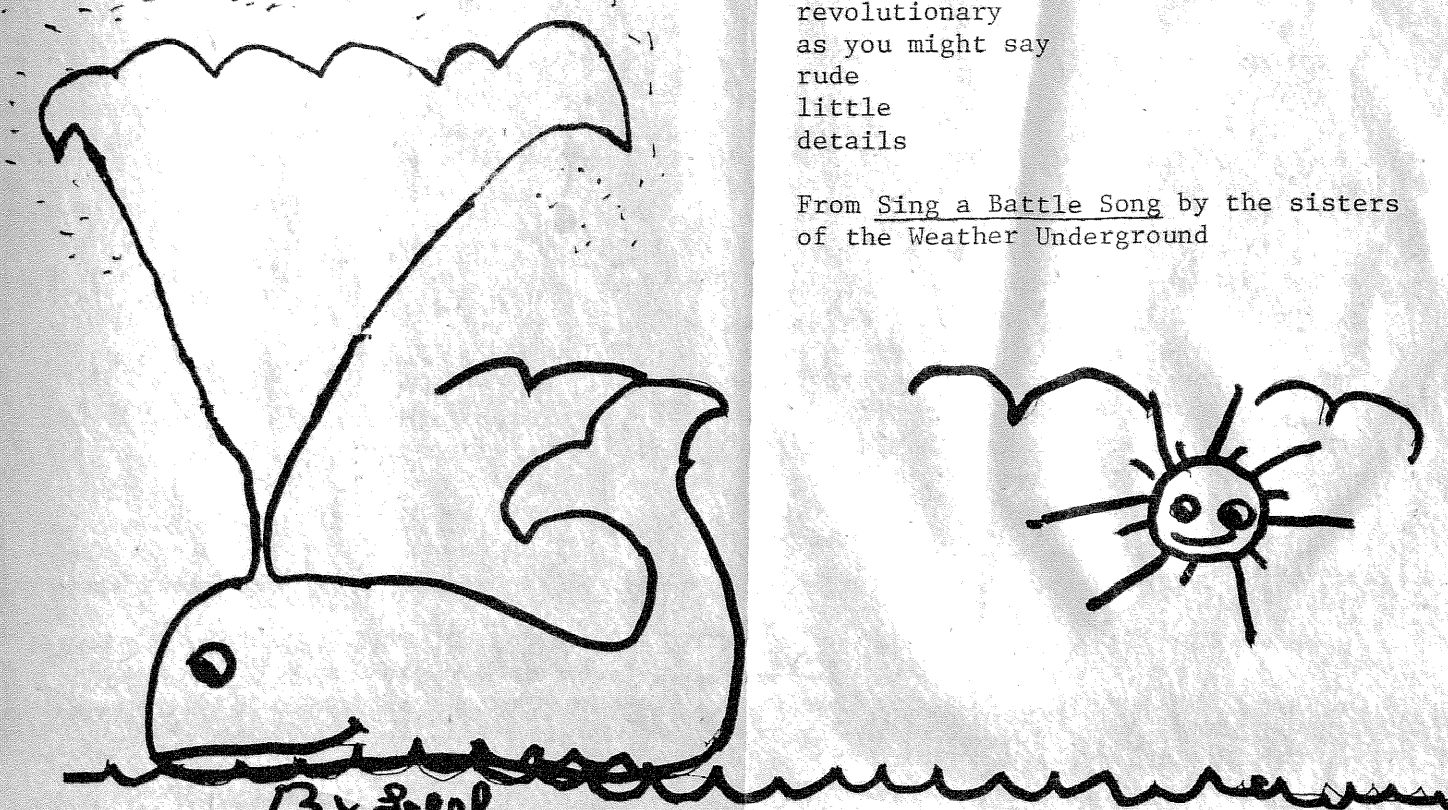 revolutionary
as you might say
rude
little
details
From Sing a Battle Song by the sisters
of the Weather Underground
By